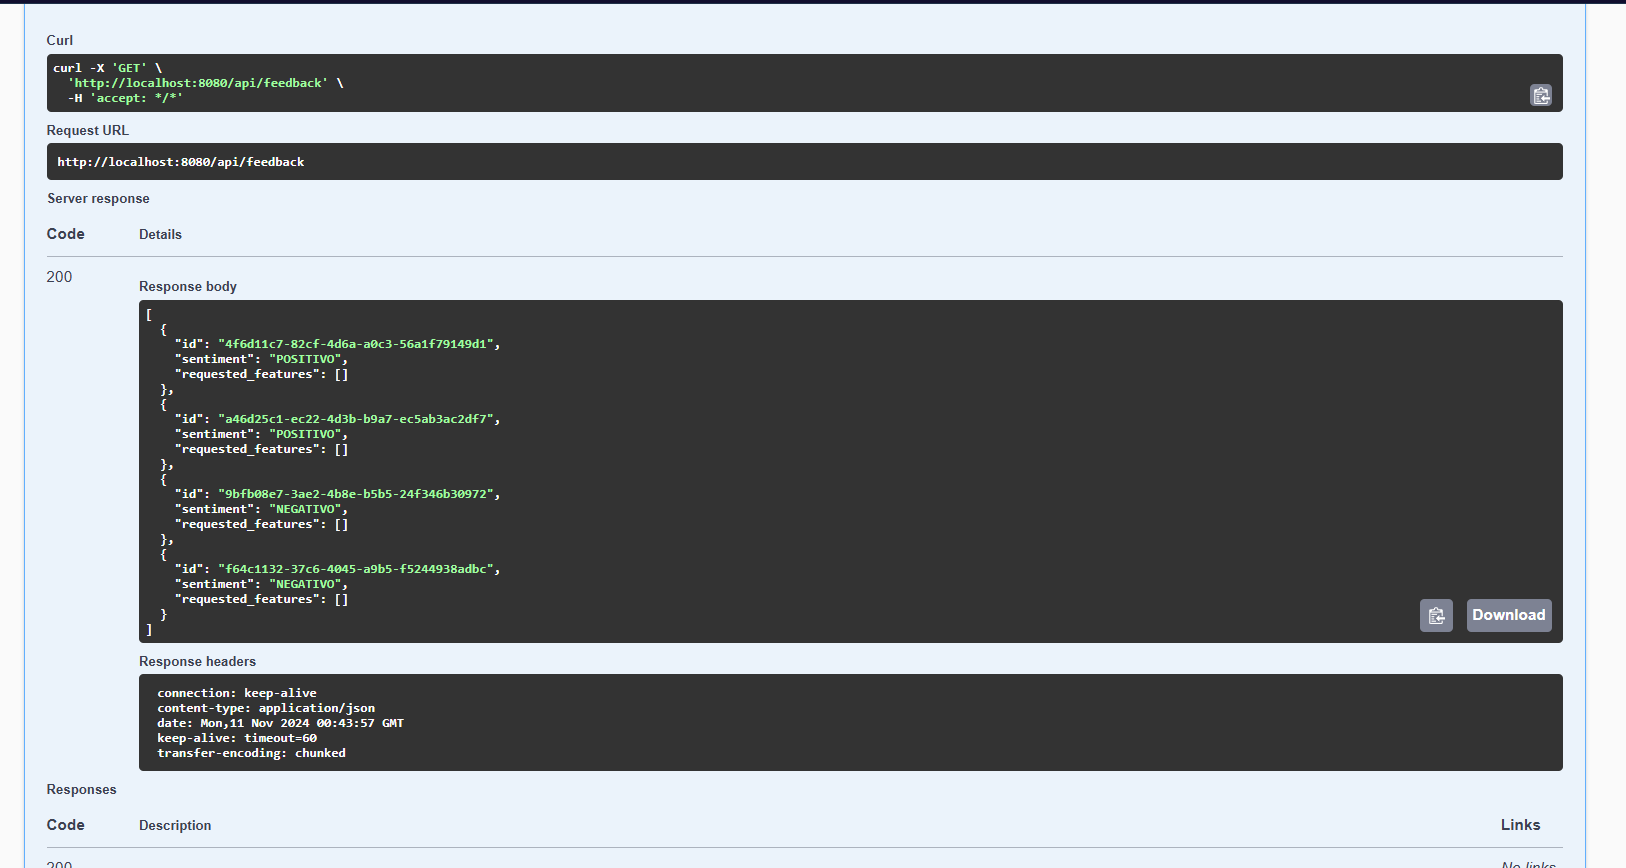 Curl
curl -X 'GET' \
  'http://localhost:8080/api/feedback' \
  -H 'accept: */*'
Request URL
http://localhost:8080/api/feedback
Server response
Code Details
200
Response body
[
  {
    "id": "4f6d11c7-82cf-4d6a-a0c3-56a1f79149d1",
    "sentiment": "POSITIVO",
    "requested_features": []
  },
  {
    "id": "a46d25c1-ec22-4d3b-b9a7-ec5ab3ac2df7",
    "sentiment": "POSITIVO",
    "requested_features": []
  },
  {
    "id": "9bfb08e7-3ae2-4b8e-b5b5-24f346b30972",
    "sentiment": "NEGATIVO",
    "requested_features": []
  },
  {
    "id": "f64c1132-37c6-4045-a9b5-f5244938adbc",
    "sentiment": "NEGATIVO",
    "requested_features": []
  }
]
Download
Response headers
connection: keep-alive
content-type: application/json
date: Mon,11 Nov 2024 00:43:57 GMT
keep-alive: timeout=60
transfer-encoding: chunked
Responses
Code Description Links
200 No links